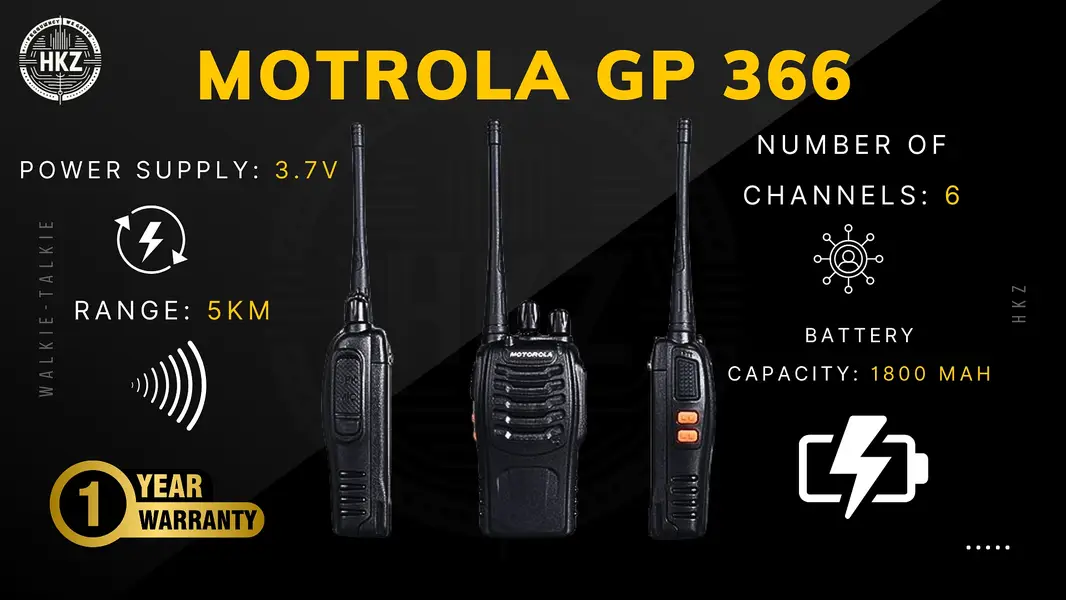 HKZ
MOTROLA GP 366
POWER SUPPLY: 3.7V
RANGE: 5KM
WALKIE-TALKIE
1 YEAR
WARRANTY
MOTOROLA
NUMBER OF
CHANNELS: 6
BATTERY
CAPACITY: 1800 MAH
HKZ
HKZ